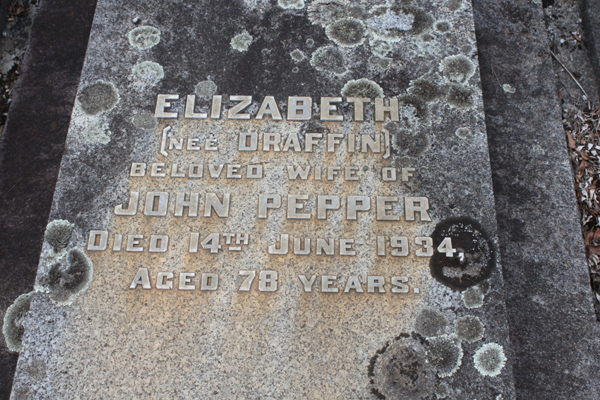 ELIZABETH
(NEE DRAFFIN)
BELOVED WIFE OF
JOHN PEPPER
DIED 14TH JUNE 1934,
AGED 78 YEARS.